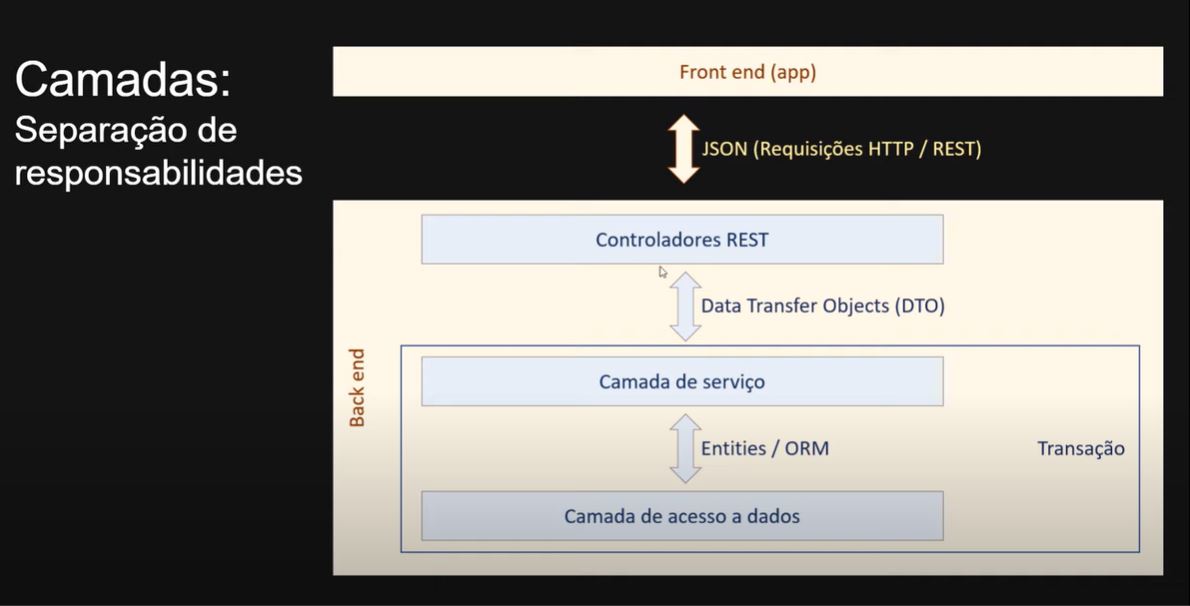 Camadas:
Separação de
responsabilidades
Front end (app)
JSON (Requisições HTTP / REST)
Controladores REST
Data Transfer Objects (DTO)
Back end
Camada de serviço
Entities / ORM
Transação
Camada de acesso a dados